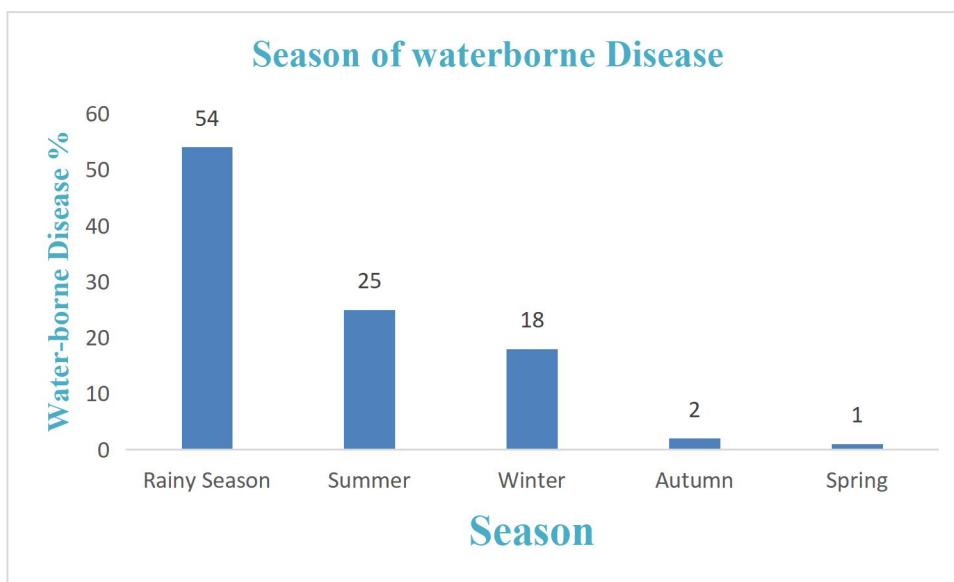 Season of waterborne Disease
Water-borne Disease %
60
50
40
30
20
10
0
54
25
18
2
1
Rainy Season
Summer
Winter
Autumn
Spring
Season